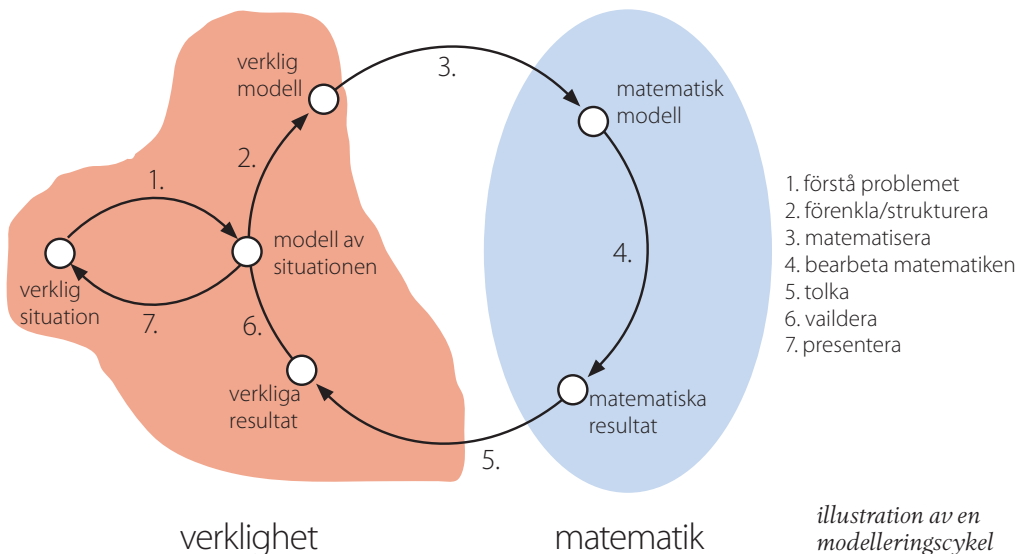 verklig
modell
3.
matematisk
modell
2.
1.
modell av
situationen
verklig
situation
7.
6.
4.
verkliga
resultat
matematiska
resultat
5.
1. förstå problemet
2. förenkla/strukturera
3. matematisera
4. bearbeta matematiken
5. tolka
6. vaildera
7. presentera
verklighet
matematik
illustration av en
modelleringscykel